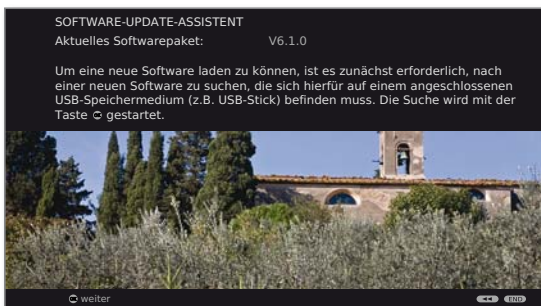 SOFTWARE-UPDATE-ASSISTENT
Aktuelles Softwarepaket: V6.1.0
Um eine neue Software laden zu können, ist es zunächst erforderlich, nach
einer neuen Software zu suchen, die sich hierfür auf einem angeschlossenen
USB-Speichermedium (z.B. USB-Stick) befinden muss. Die Suche wird mit der
Taste gestartet.
weiter END